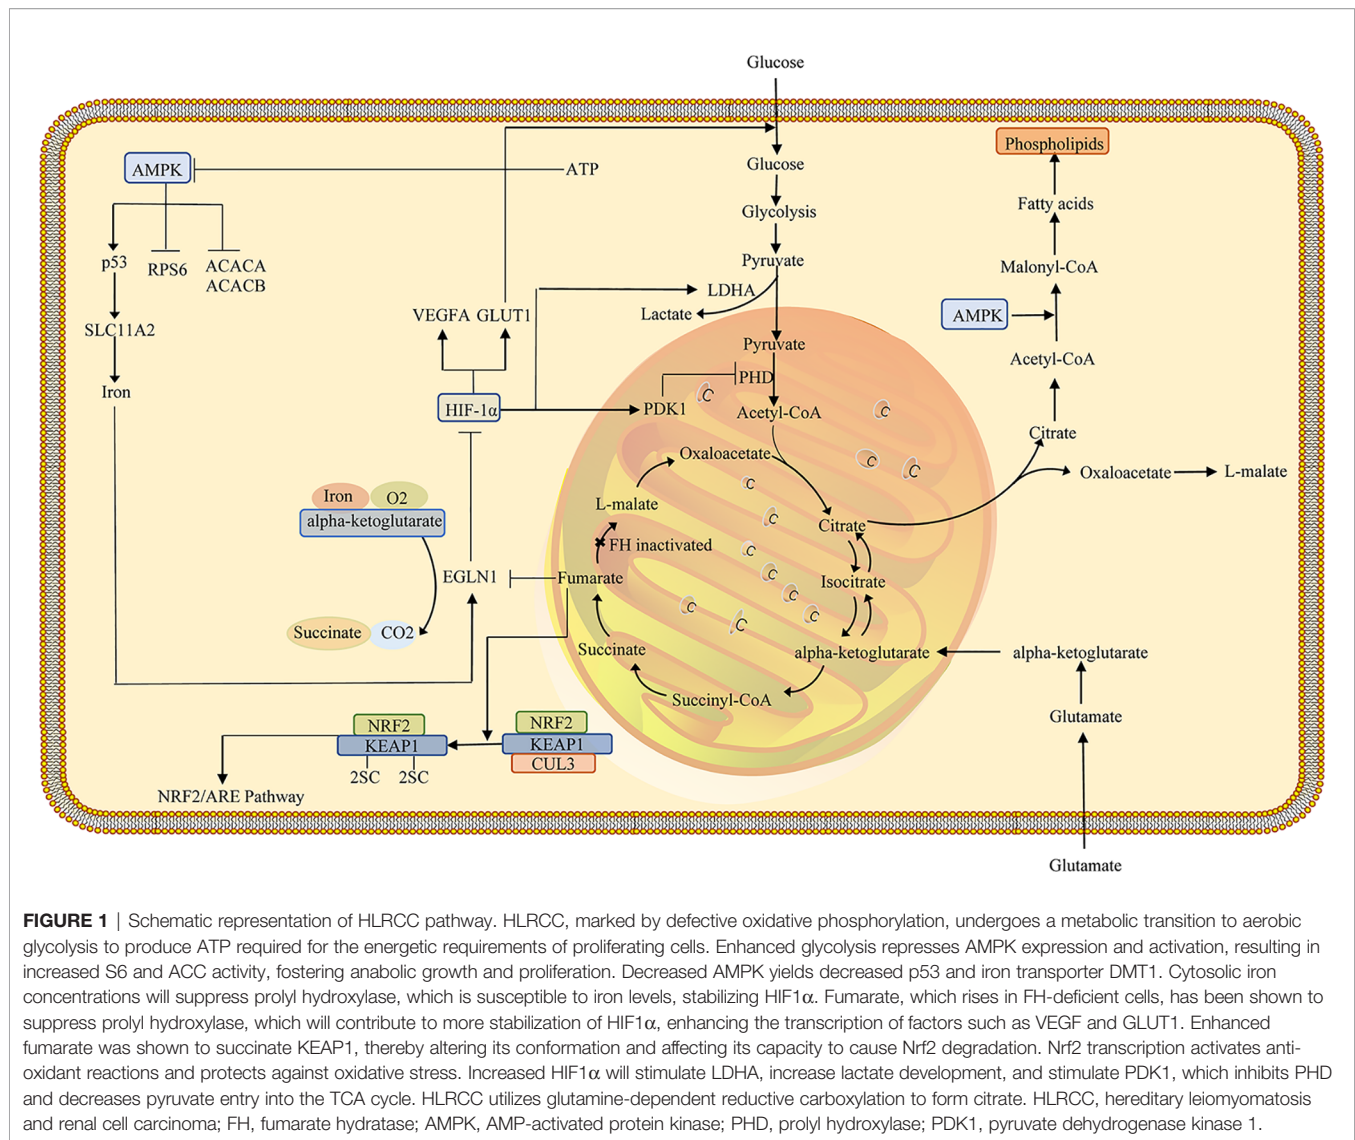 Glucose
Phospholipids
AMPK
ATP
Glucose
Fatty acids
Glycolysis
p53
RPS6
ACACA
ACACB
Pyruvate
Malonyl-CoA
LDHA
VEGFA GLUT1
Lactate
AMPK
SLC11A2
Pyruvate
Acetyl-CoA
PHD
Iron
HIF-1α
PDK1
Acetyl-CoA
Citrate
Oxaloacetate
Oxaloacetate
L-malate
Iron
O2
L-malate
alpha-ketoglutarate
Citrate
FH inactivated
EGLN1
Fumarate
Isocitrate
C
C
C
C
C
C
C
C
C
C
C
C
C
Succinate
CO2
Succinate
alpha-ketoglutarate
alpha-ketoglutarate
Succinyl-CoA
Glutamate
NRF2
NRF2
KEAP1
KEAP1
CUL3
2SC
2SC
NRF2/ARE Pathway
Glutamate
FIGURE 1 | Schematic representation of HLRCC pathway. HLRCC, marked by defective oxidative phosphorylation, undergoes a metabolic transition to aerobic
glycolysis to produce ATP required for the energetic requirements of proliferating cells. Enhanced glycolysis represses AMPK expression and activation, resulting in
increased S6 and ACC activity, fostering anabolic growth and proliferation. Decreased AMPK yields decreased p53 and iron transporter DMT1. Cytosolic iron
concentrations will suppress prolyl hydroxylase, which is susceptible to iron levels, stabilizing HIF1α. Fumarate, which rises in FH-deficient cells, has been shown to
suppress prolyl hydroxylase, which will contribute to more stabilization of HIF1α, enhancing the transcription of factors such as VEGF and GLUT1. Enhanced
fumarate was shown to succinate KEAP1, thereby altering its conformation and affecting its capacity to cause Nrf2 degradation. Nrf2 transcription activates anti-
oxidant reactions and protects against oxidative stress. Increased HIF1α will stimulate LDHA, increase lactate development, and stimulate PDK1, which inhibits PHD
and decreases pyruvate entry into the TCA cycle. HLRCC utilizes glutamine-dependent reductive carboxylation to form citrate. HLRCC, hereditary leiomyomatosis
and renal cell carcinoma; FH, fumarate hydratase; AMPK, AMP-activated protein kinase; PHD, prolyl hydroxylase; PDK1, pyruvate dehydrogenase kinase 1.